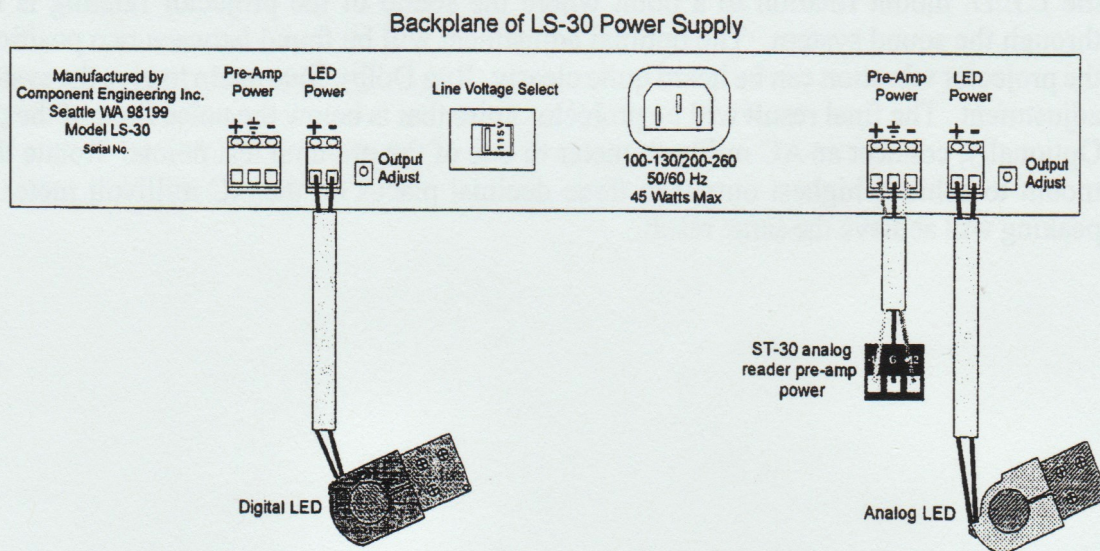 Backplane of LS-30 Power Supply
Manufactured by
Component Engineering Inc.
Seattle WA 98199
Model LS-30
Serial No.
Pre-Amp
Power
LED
Power
+ -
+ -
Output
Adjust
Line Voltage Select
115V
100-130/200-260
50/60 Hz
45 Watts Max
Pre-Amp
Power
LED
Power
+ -
+ -
Output
Adjust
ST-30 analog
reader pre-amp
power
G
12
Digital LED
Analog LED